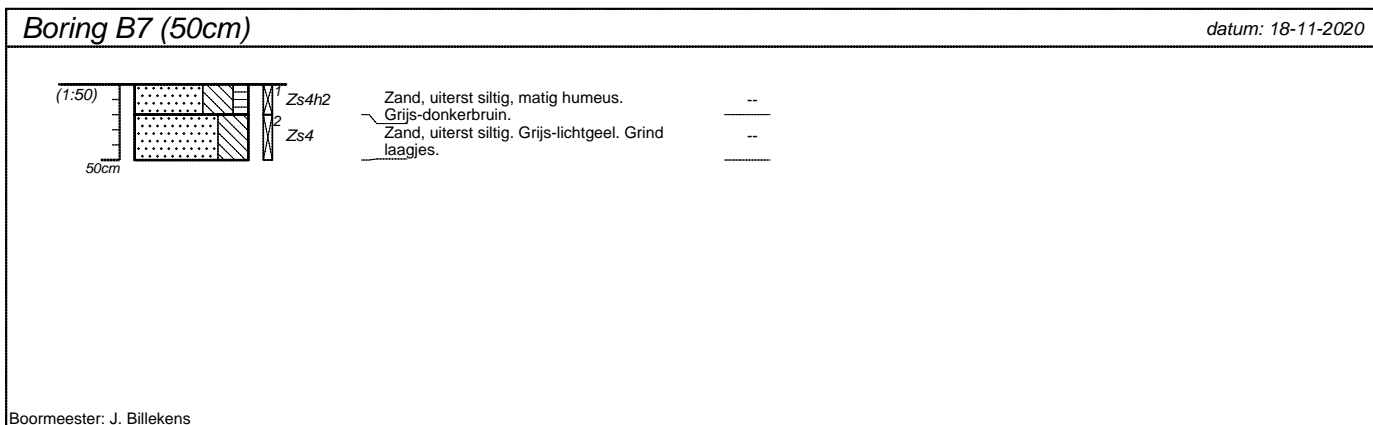 Boring B7 (50cm)
datum: 18-11-2020
(1:50)
1
Zs4h2
Zand, uiterst siltig, matig humeus.
--
Grijs-donkerbruin.
2
Zs4
Zand, uiterst siltig. Grijs-lichtgeel. Grind
--
laagjes.
50cm
Boormeester: J. Billekens